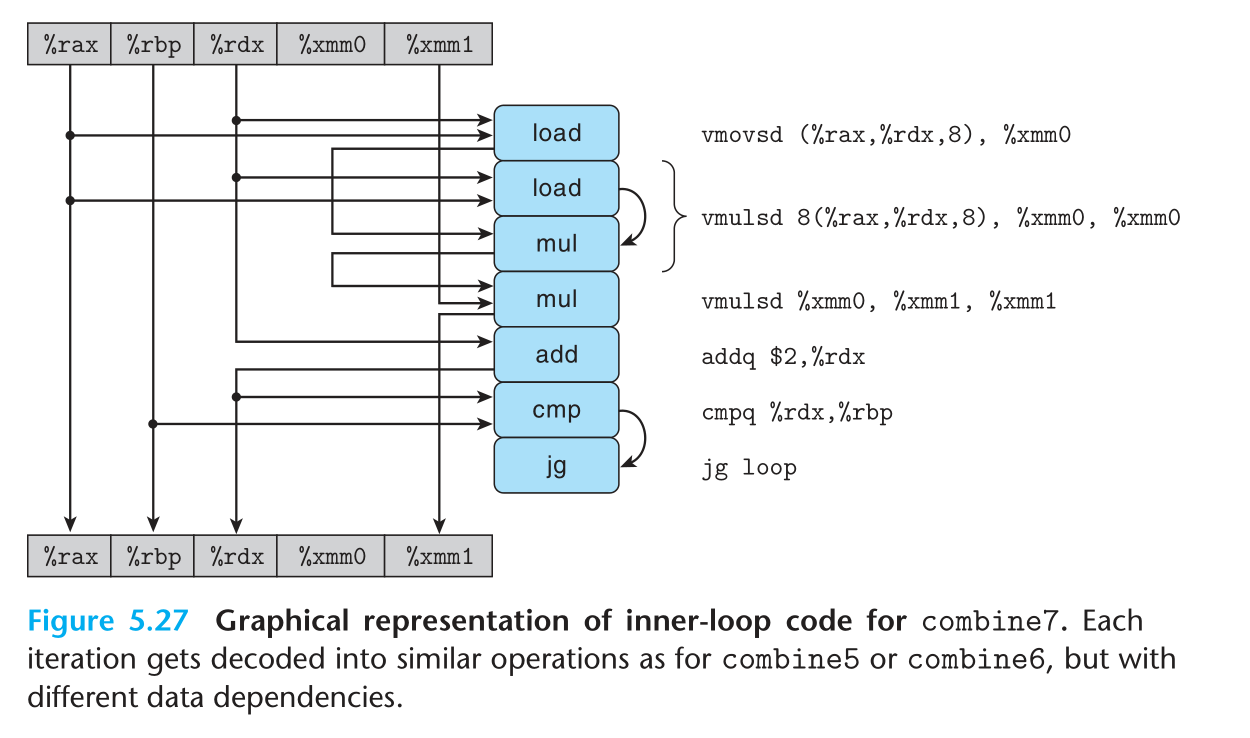 %rax %rbp %rdx %xmm0 %xmm1
load vmovsd (%rax,%rdx,8), %xmm0
load
vmulsd 8(%rax,%rdx,8), %xmm0, %xmm0
mul
mul vmulsd %xmm0, %xmm1, %xmm1
add addq $2,%rdx
cmp cmpq %rdx,%rbp
jg jg loop
%rax %rbp %rdx %xmm0 %xmm1
Figure 5.27 Graphical representation of inner-loop code for combine7. Each
iteration gets decoded into similar operations as for combine5 or combine6, but with
different data dependencies.